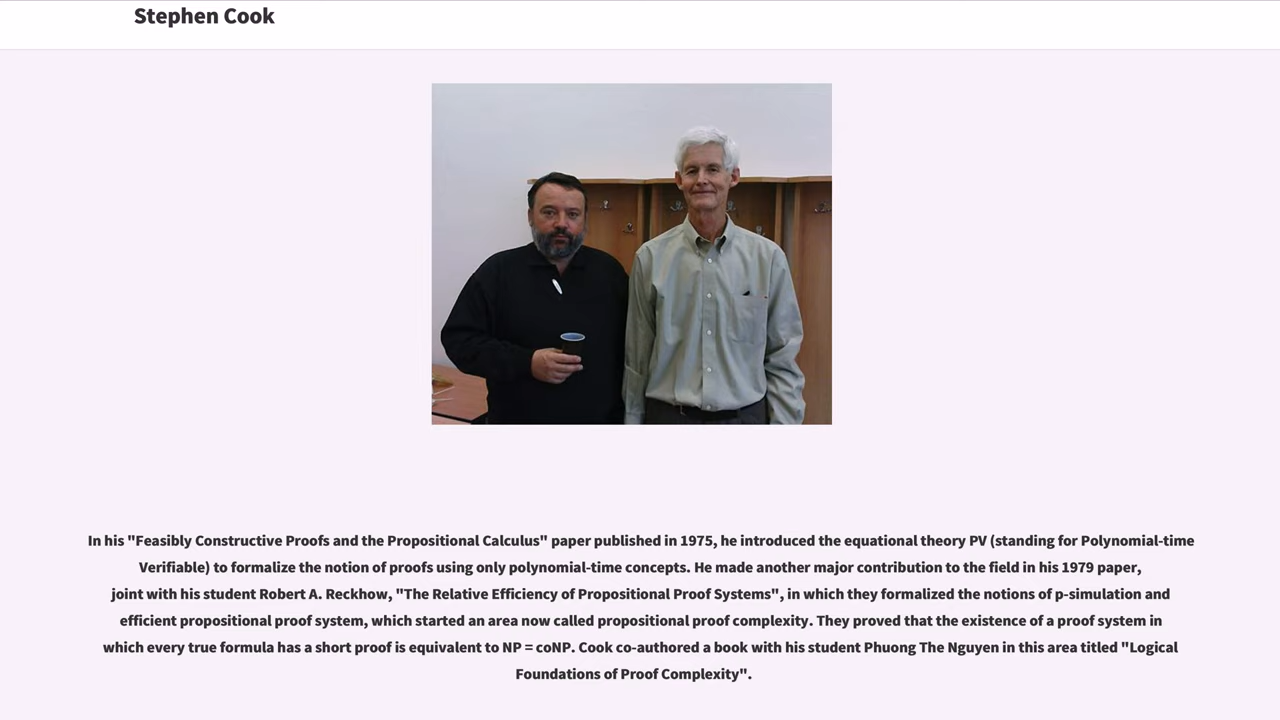 Stephen Cook
In his "Feasibly Constructive Proofs and the Propositional Calculus" paper published in 1975, he introduced the equational theory PV (standing for Polynomial-time
Verifiable) to formalize the notion of proofs using only polynomial-time concepts. He made another major contribution to the field in his 1979 paper,
joint with his student Robert A. Reckhow, "The Relative Efficiency of Propositional Proof Systems", in which they formalized the notions of p-simulation and
efficient propositional proof system, which started an area now called propositional proof complexity. They proved that the existence of a proof system in
which every true formula has a short proof is equivalent to NP = coNP. Cook co-authored a book with his student Phuong The Nguyen in this area titled "Logical
Foundations of Proof Complexity".